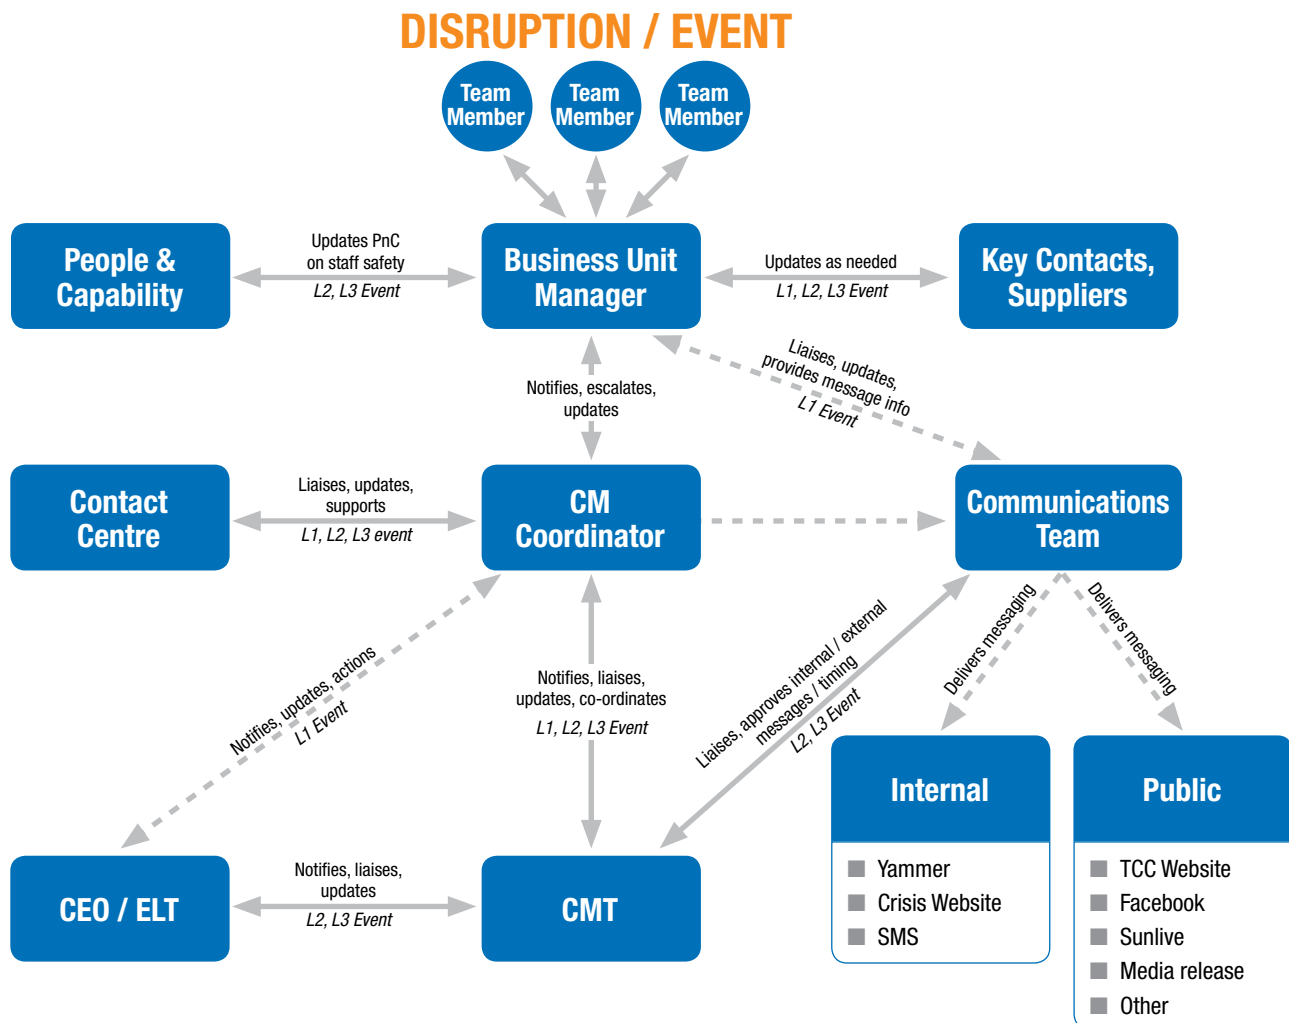 DISRUPTION / EVENT
Team
Member
Team
Member
Team
Member
People &
Capability
Updates PnC
on staff safety
L2, L3 Event
Business Unit
Manager
Updates as needed
L1, L2, L3 Event
Key Contacts,
Suppliers
Notifies, escalates,
updates
Liaises, updates,
provides message info
L1 Event
Contact
Centre
Liaises, updates,
supports
L1, L2, L3 event
CM
Coordinator
Communications
Team
Notifies, updates, actions
L1 Event
Notifies, liaises,
updates, co-ordinates
L1, L2, L3 Event
Liaises, approves internal / external
messages / timing
L2, L3 Event
Delivers messaging
Delivers messaging
CEO / ELT
Notifies, liaises,
updates
L2, L3 Event
CMT
Internal
Yammer
Crisis Website
SMS
Public
TCC Website
Facebook
Sunlive
Media release
Other